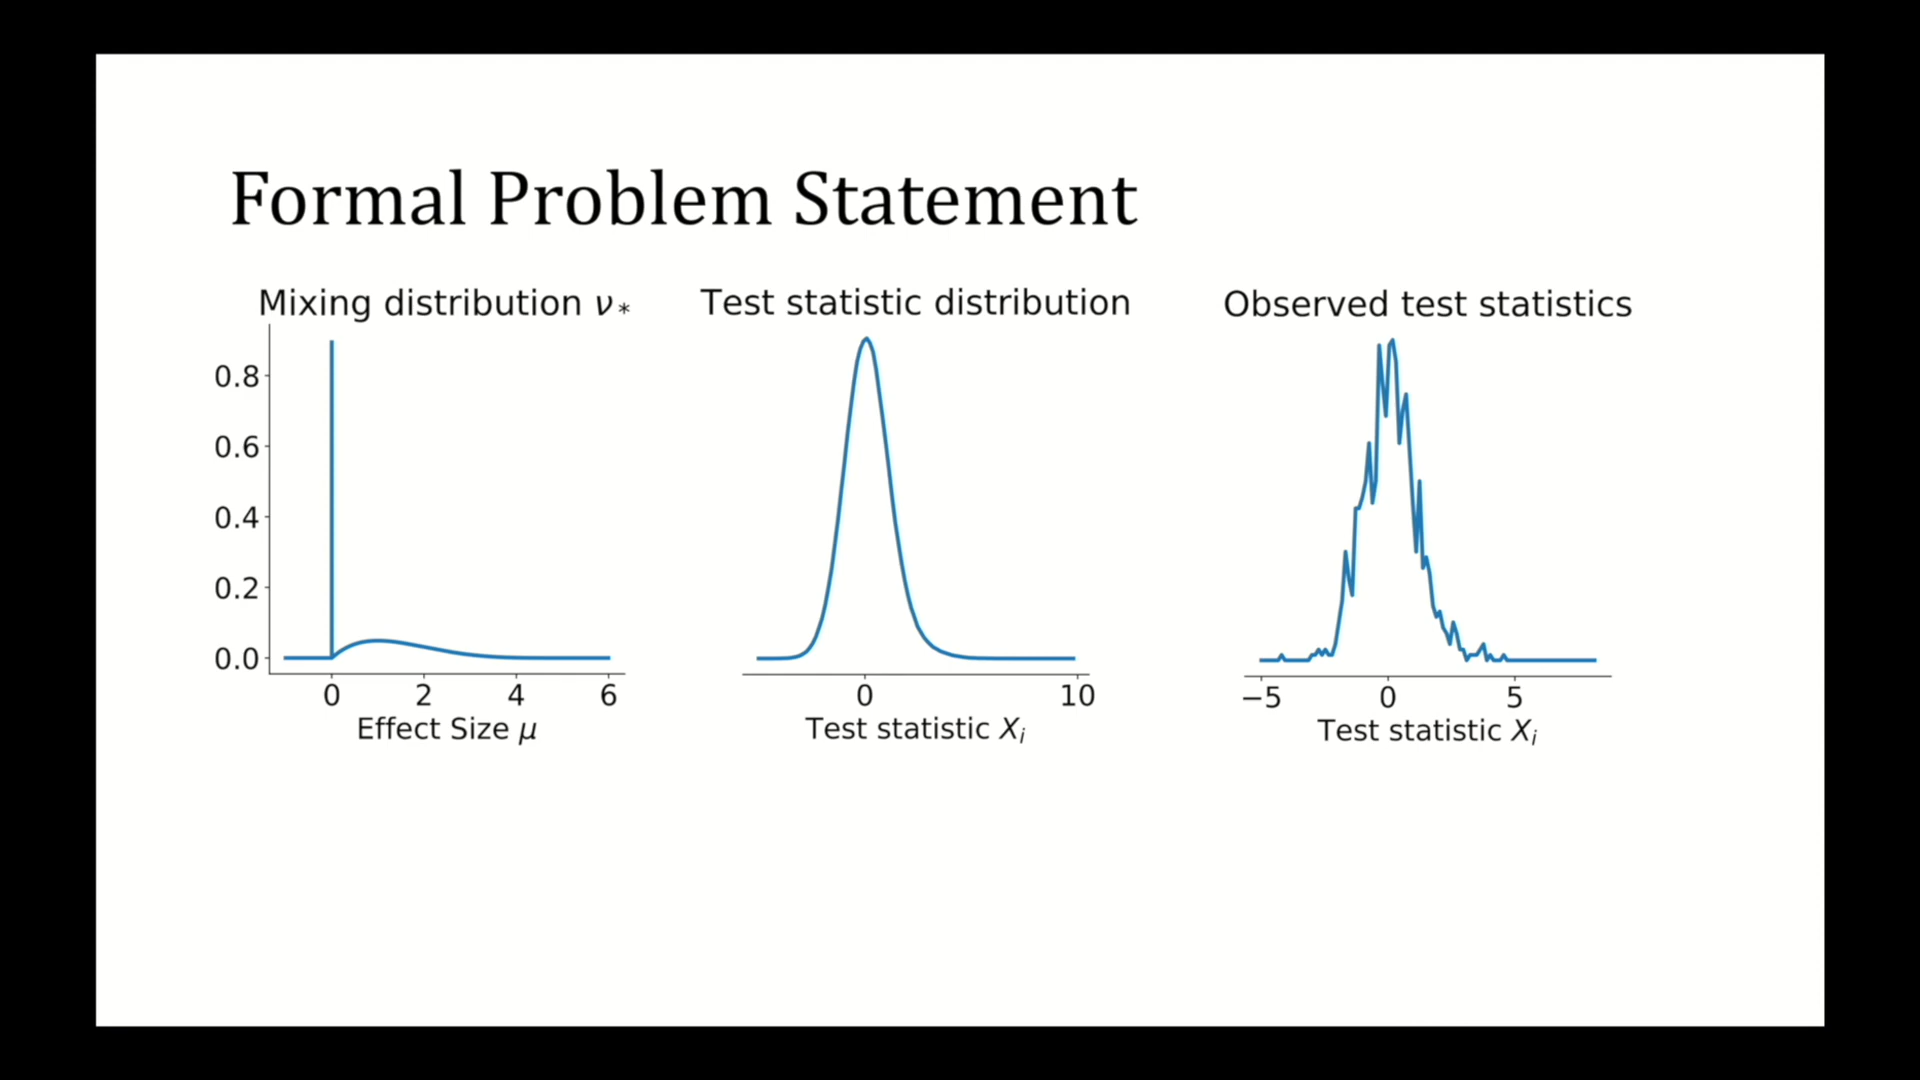 Formal Problem Statement
Mixing distribution ν*
0.8
0.6
0.4
0.2
0.0
0 2 4 6
Effect Size μ
Test statistic distribution
0 10
Test statistic Xᵢ
Observed test statistics
−5 0 5
Test statistic Xᵢ